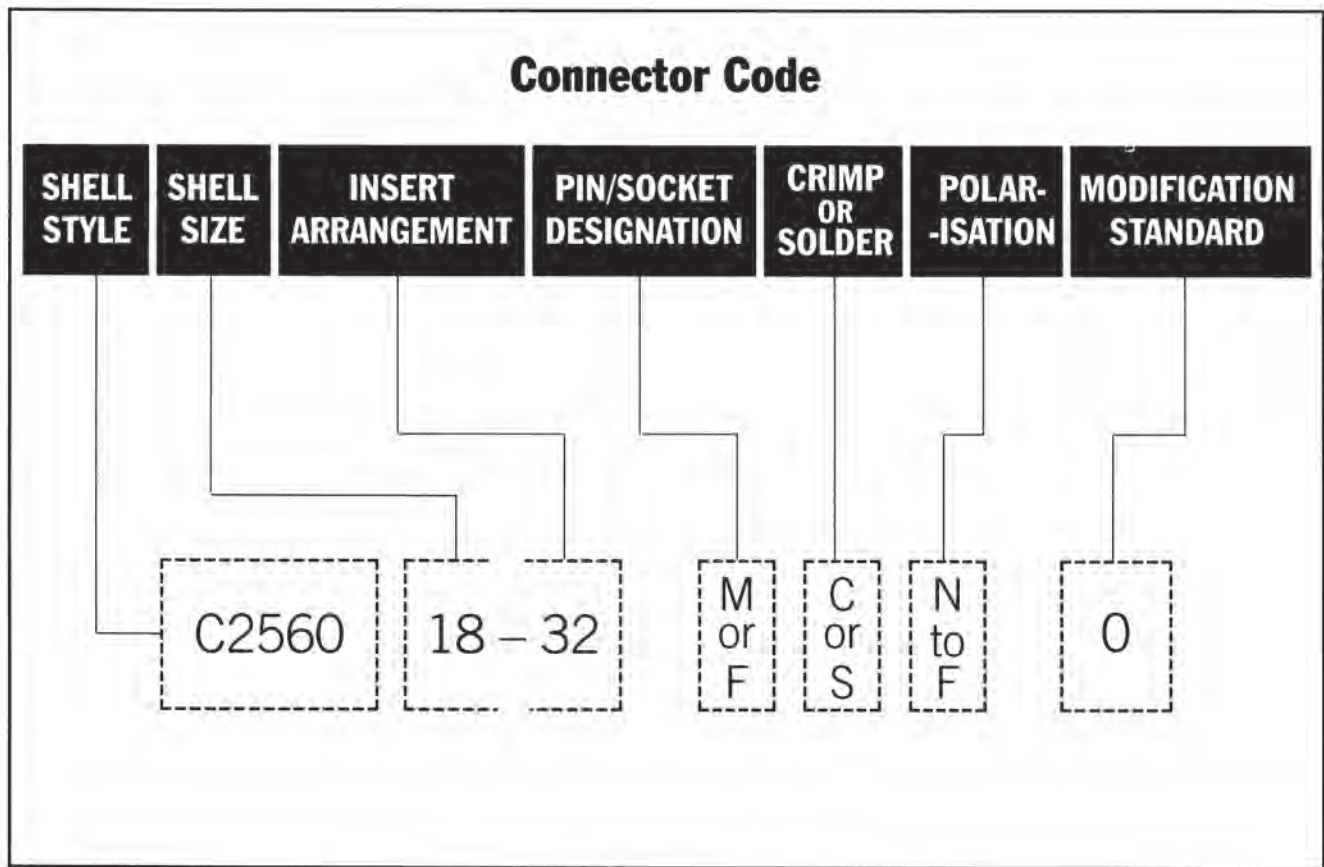 Connector Code
SHELL STYLE
SHELL SIZE
INSERT ARRANGEMENT
PIN/SOCKET DESIGNATION
CRIMP OR SOLDER
POLAR- -ISATION
MODIFICATION STANDARD
C2560
18 – 32
M or F
C or S
N to F
0